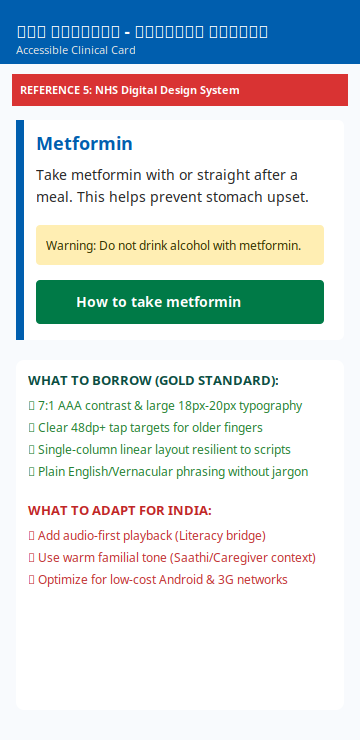 Accessible Clinical Card
REFERENCE 5: NHS Digital Design System
Metformin
Take metformin with or straight after a
meal. This helps prevent stomach upset.
Warning: Do not drink alcohol with metformin.
How to take metformin
WHAT TO BORROW (GOLD STANDARD):
7:1 AAA contrast & large 18px-20px typography
Clear 48dp+ tap targets for older fingers
Single-column linear layout resilient to scripts
Plain English/Vernacular phrasing without jargon
WHAT TO ADAPT FOR INDIA:
Add audio-first playback (Literacy bridge)
Use warm familial tone (Saathi/Caregiver context)
Optimize for low-cost Android & 3G networks